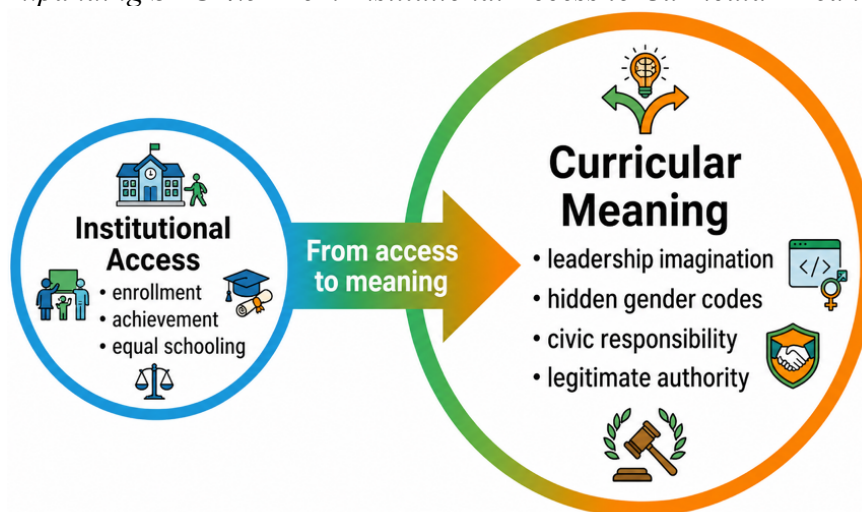 Institutional
Access
• enrollment
• achievement
• equal schooling
From access
to meaning
Curricular
Meaning
• leadership imagination
• hidden gender codes
• civic responsibility
• legitimate authority
</>